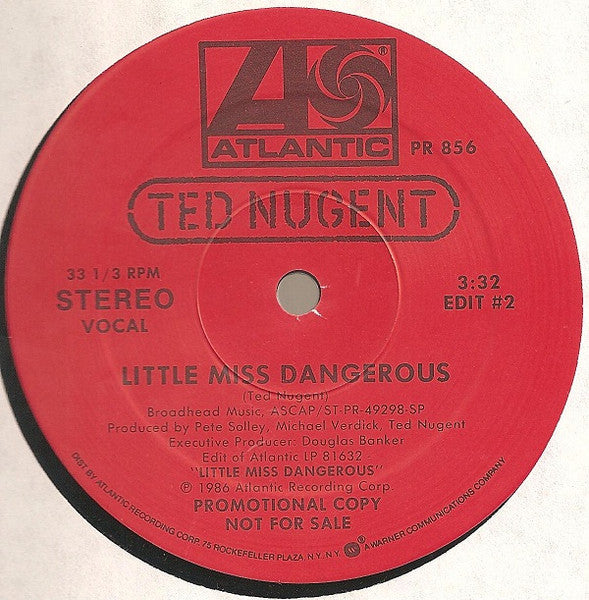 ATLANTIC
PR 856
TED NUGENT
33 1/3 RPM
STEREO
VOCAL
3:32
EDIT #2
LITTLE MISS DANGEROUS
(Ted Nugent)
Broadhead Music, ASCAP/ST-PR-49298-SP
Produced by Pete Solley, Michael Verdick, Ted Nugent
Executive Producer: Douglas Banker
Edit of Atlantic LP 81632 -
"LITTLE MISS DANGEROUS"
℗ 1986 Atlantic Recording Corp.
PROMOTIONAL COPY
NOT FOR SALE
DIST. BY ATLANTIC RECORDING CORP. 75 ROCKEFELLER PLAZA, N.Y. N.Y. A WARNER COMMUNICATIONS COMPANY